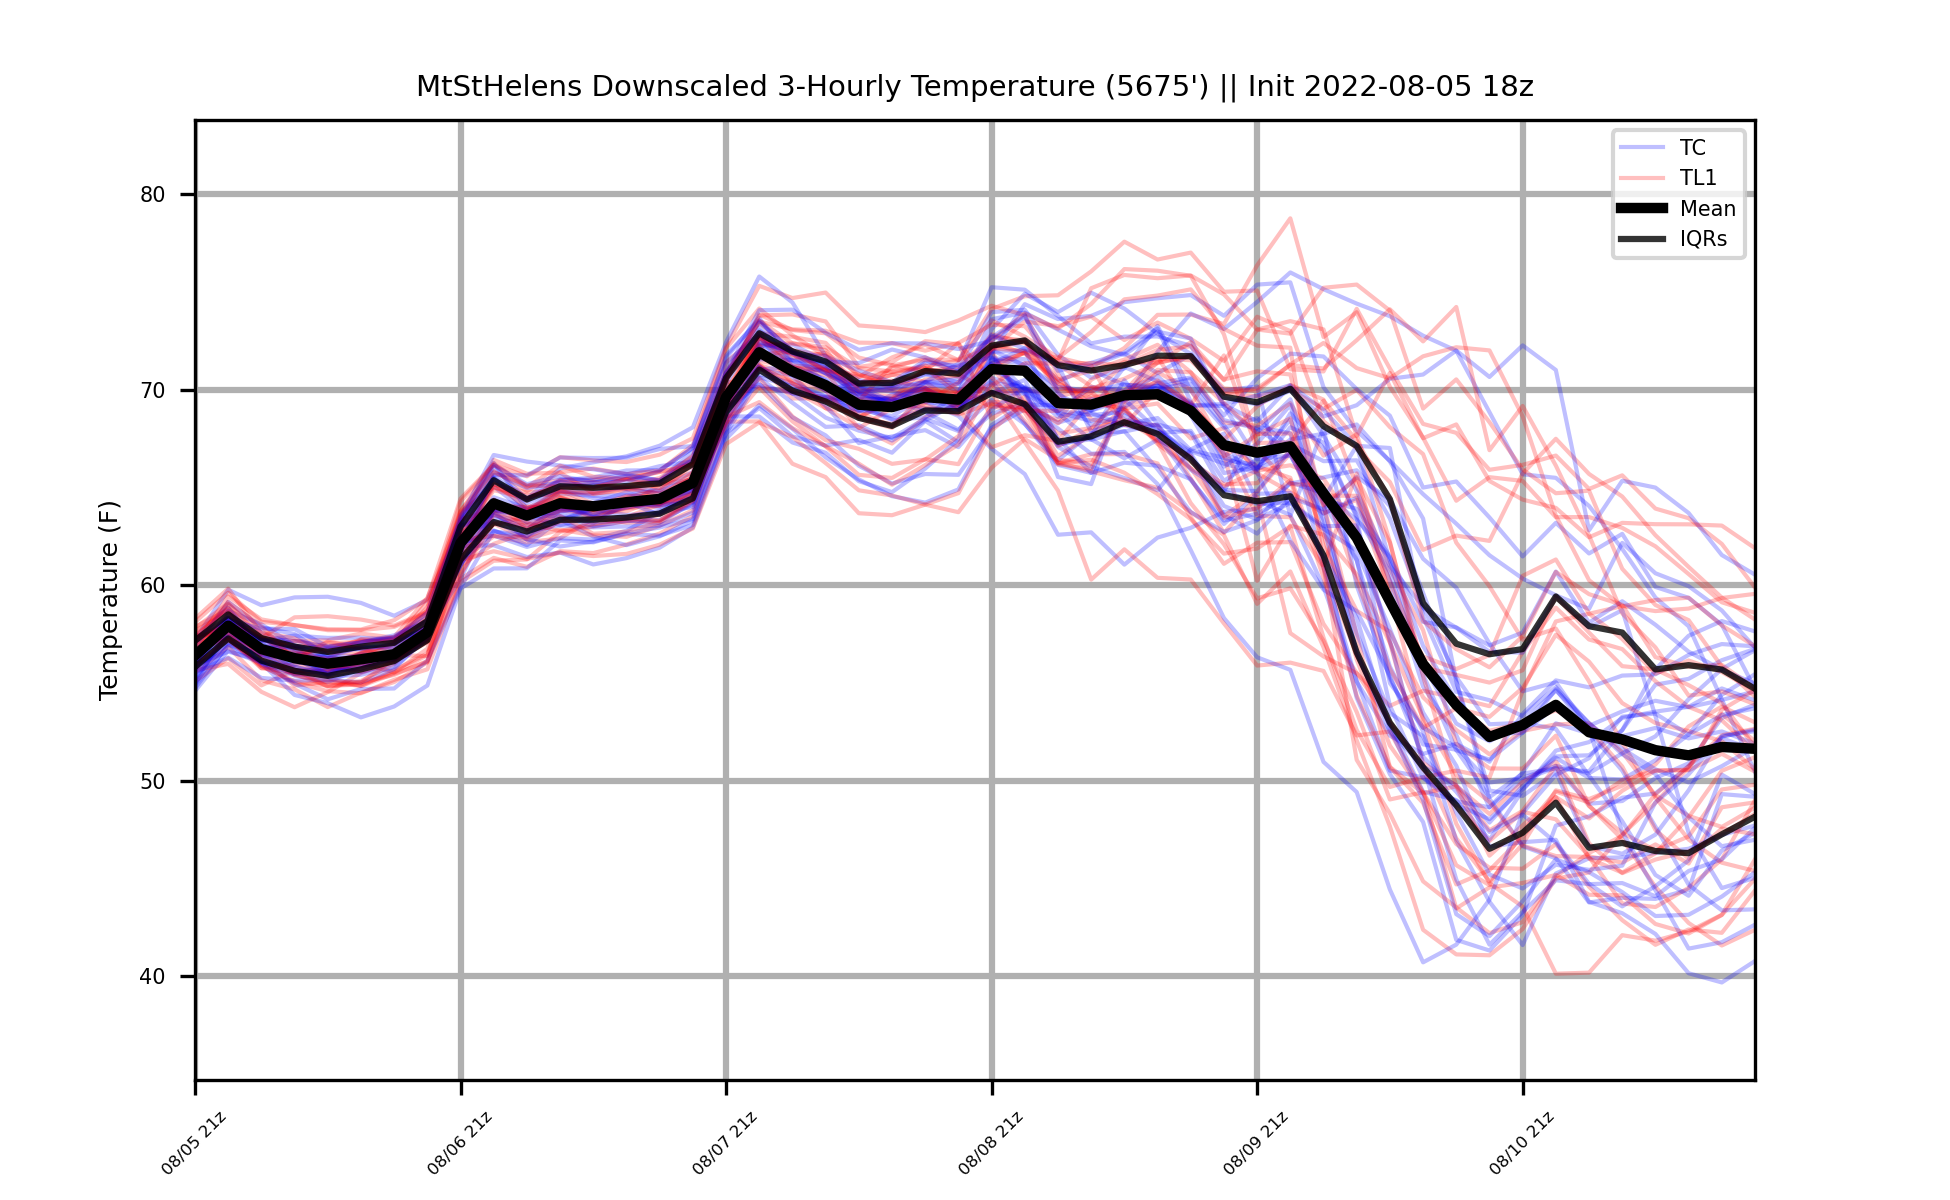 MtStHelens Downscaled 3-Hourly Temperature (5675') || Init 2022-08-05 18z
TC
TL1
Mean
IQRs
Temperature (F)
80
70
60
50
40
08/05 21z
08/06 21z
08/07 21z
08/08 21z
08/09 21z
08/10 21z